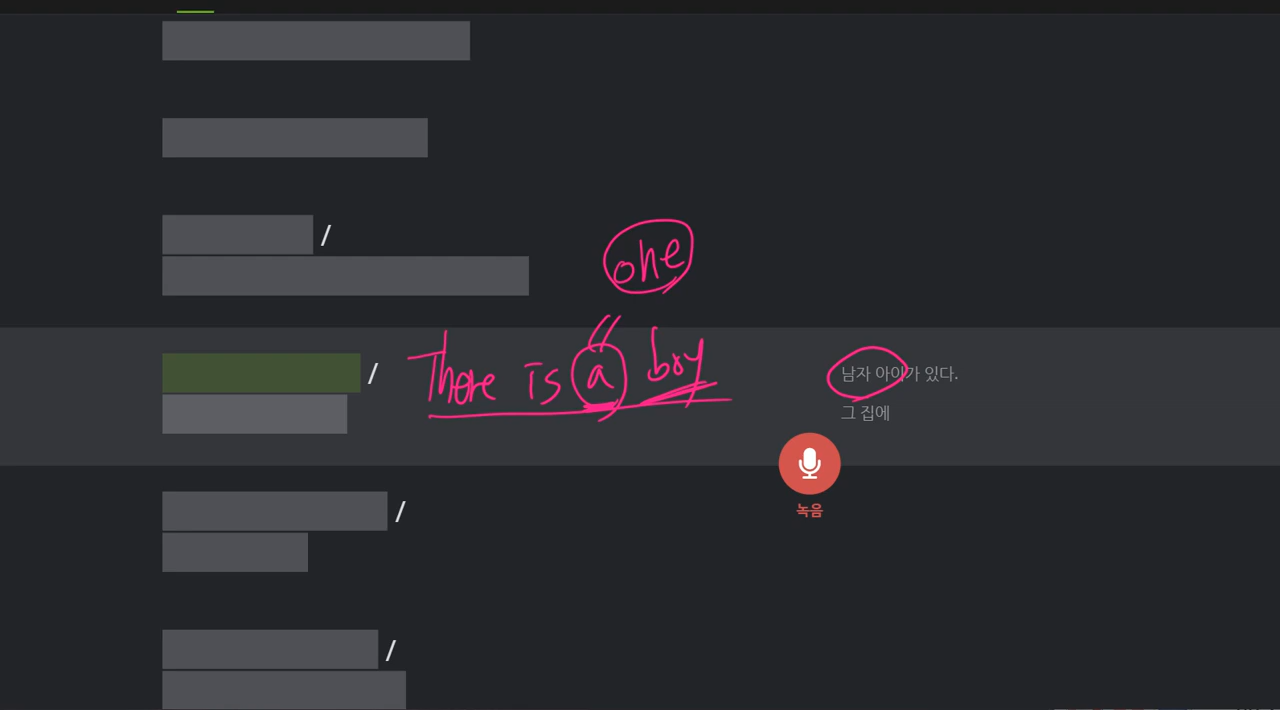 /
one
/ There is a boy 남자 아이가 있다.
그 집에
녹음
/
/